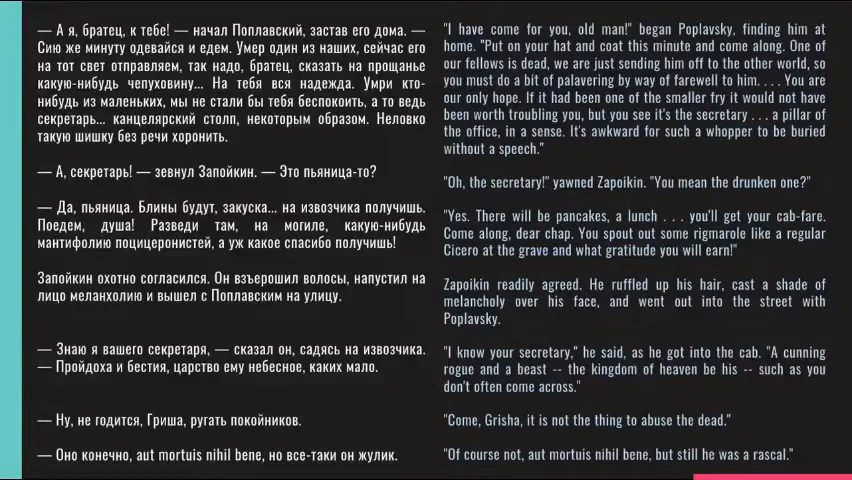 — А я, братец, к тебе! — начал Поплавский, застав его дома. —
Сию же минуту одевайся и едем. Умер один из наших, сейчас его
на тот свет отправляем, так надо, братец, сказать на прощанье
какую-нибудь чепуховину... На тебя вся надежда. Умри кто-
нибудь из маленьких, мы не стали бы тебя беспокоить, а то ведь
секретарь... канцелярский столп, некоторым образом. Неловко
такую шишку без речи хоронить.
— А, секретарь! — зевнул Запойкин. — Это пьяница-то?
— Да, пьяница. Блины будут, закуска... на извозчика получишь.
Поедем, душа! Разведи там, на могиле, какую-нибудь
мантифолию поцицеронистей, а уж какое спасибо получишь!
Запойкин охотно согласился. Он взъерошил волосы, напустил на
лицо меланхолию и вышел с Поплавским на улицу.
— Знаю я вашего секретаря, — сказал он, садясь на извозчика.
— Пройдоха и бестия, царство ему небесное, каких мало.
— Ну, не годится, Гриша, ругать покойников.
— Оно конечно, aut mortuis nihil bene, но все-таки он жулик.
"I have come for you, old man!" began Poplavsky, finding him at
home. "Put on your hat and coat this minute and come along. One of
our fellows is dead, we are just sending him off to the other world, so
you must do a bit of palavering by way of farewell to him. . . . You are
our only hope. If it had been one of the smaller fry it would not have
been worth troubling you, but you see it's the secretary . . . a pillar of
the office, in a sense. It's awkward for such a whopper to be buried
without a speech."
"Oh, the secretary!" yawned Zapoikin. "You mean the drunken one?"
"Yes. There will be pancakes, a lunch . . . you'll get your cab-fare.
Come along, dear chap. You spout out some rigmarole like a regular
Cicero at the grave and what gratitude you will earn!"
Zapoikin readily agreed. He ruffled up his hair, cast a shade of
melancholy over his face, and went out into the street with
Poplavsky.
"I know your secretary," he said, as he got into the cab. "A cunning
rogue and a beast -- the kingdom of heaven be his -- such as you
don't often come across."
"Come, Grisha, it is not the thing to abuse the dead."
"Of course not, aut mortuis nihil bene, but still he was a rascal."